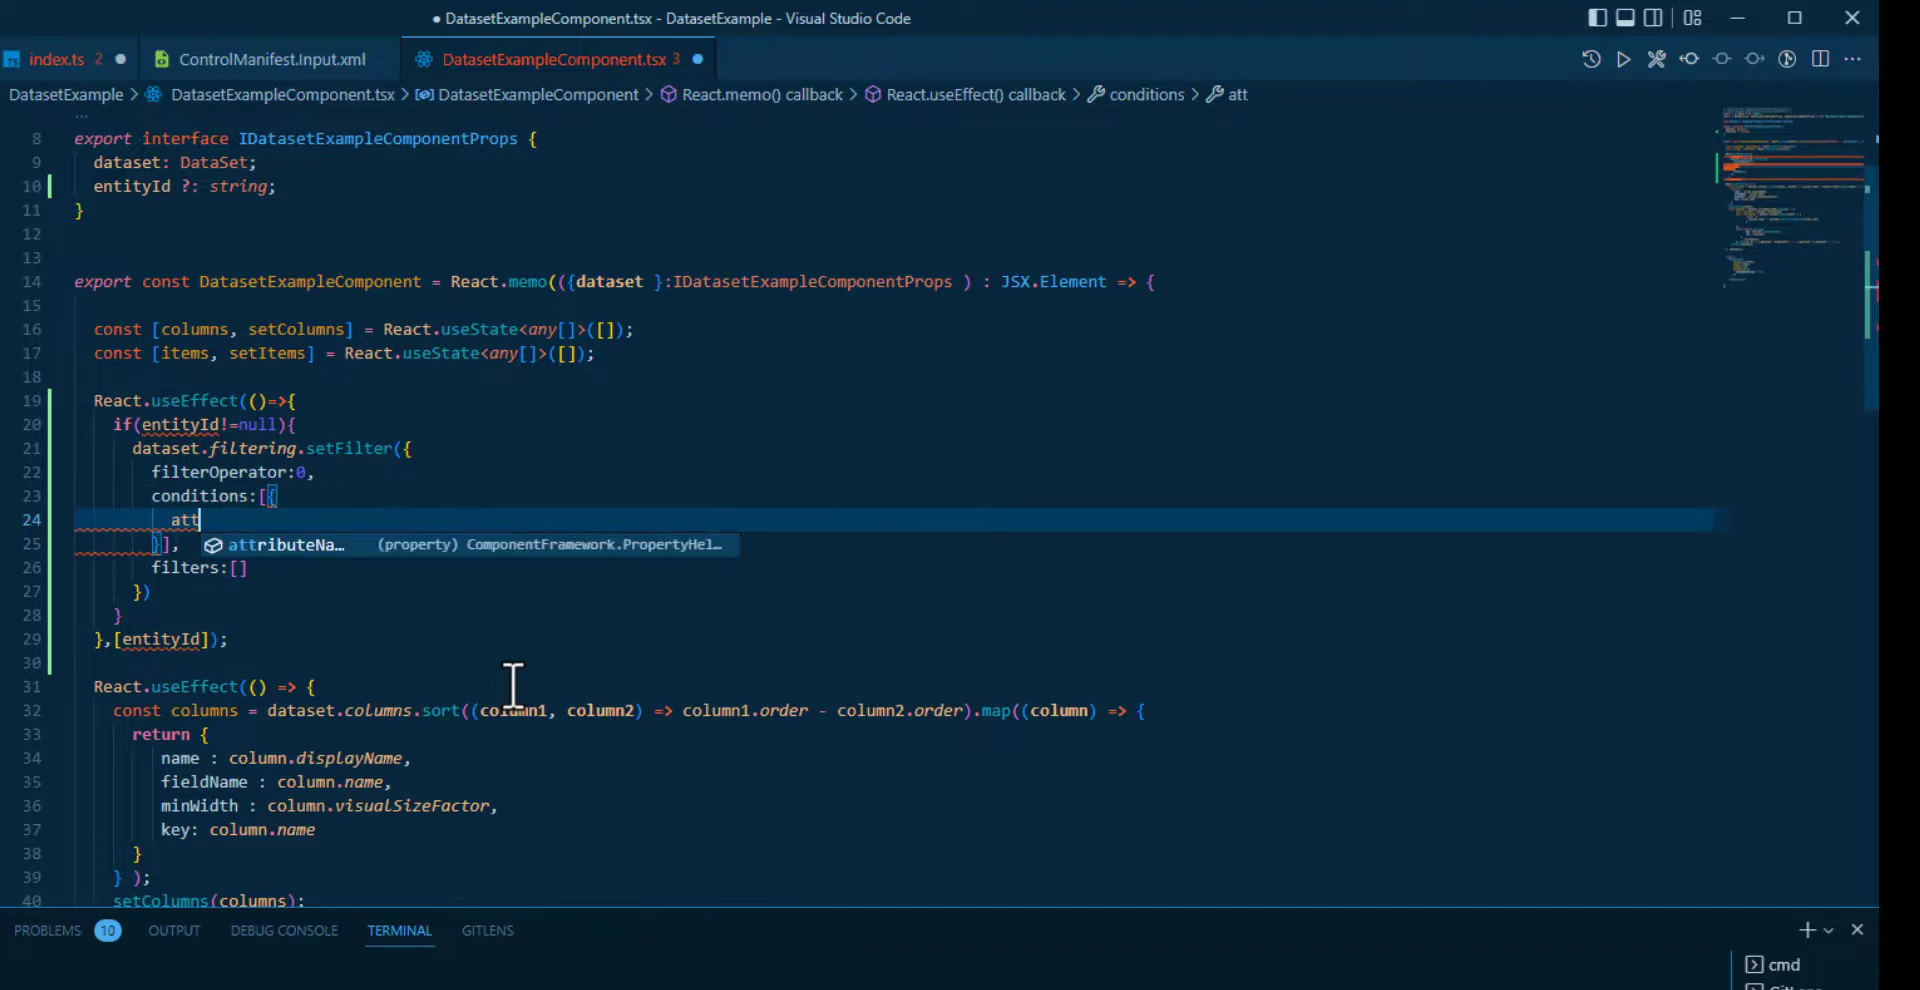 ● DatasetExampleComponent.tsx - DatasetExample - Visual Studio Code
index.ts 2 ControlManifest.Input.xml DatasetExampleComponent.tsx 3
DatasetExample > DatasetExampleComponent.tsx > DatasetExampleComponent > React.memo() callback > React.useEffect() callback > conditions > att
8 export interface IDatasetExampleComponentProps {
9 dataset: DataSet;
10 entityId ?: string;
11 }
12
13
14 export const DatasetExampleComponent = React.memo(({dataset }:IDatasetExampleComponentProps ) : JSX.Element => {
15
16 const [columns, setColumns] = React.useState<any[]>([]);
17 const [items, setItems] = React.useState<any[]>([]);
18
19 React.useEffect(()=>{
20 if(entityId!=null){
21 dataset.filtering.setFilter({
22 filterOperator:0,
23 conditions:[{
24 att
25 }], attributeNa… (property) ComponentFramework.PropertyHel…
26 filters:[]
27 })
28 }
29 },[entityId]);
30
31 React.useEffect(() => {
32 const columns = dataset.columns.sort((column1, column2) => column1.order - column2.order).map((column) => {
33 return {
34 name : column.displayName,
35 fieldName : column.name,
36 minWidth : column.visualSizeFactor,
37 key: column.name
38 }
39 } );
40 setColumns(columns);
PROBLEMS 10 OUTPUT DEBUG CONSOLE TERMINAL GITLENS
cmd